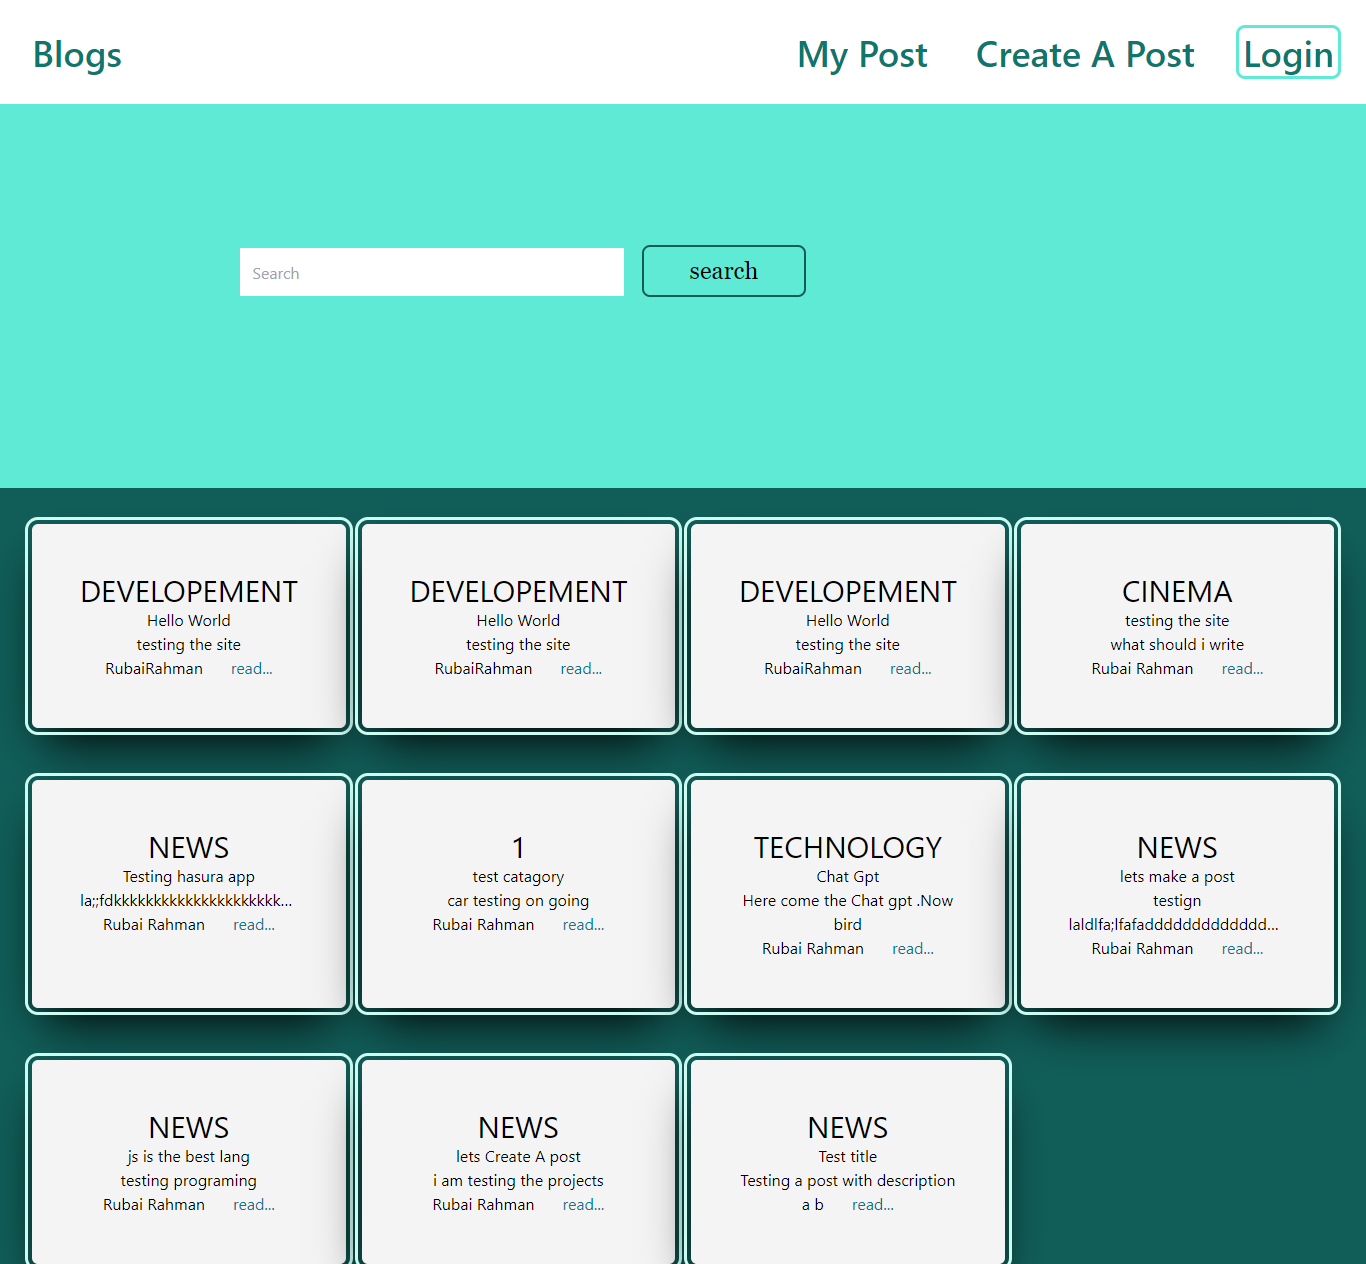 Blogs
My Post
Create A Post
Login
Search
search
DEVELOPEMENT
Hello World
testing the site
RubaiRahman read...
DEVELOPEMENT
Hello World
testing the site
RubaiRahman read...
DEVELOPEMENT
Hello World
testing the site
RubaiRahman read...
CINEMA
testing the site
what should i write
Rubai Rahman read...
NEWS
Testing hasura app
la;;fdkkkkkkkkkkkkkkkkkkkkk...
Rubai Rahman read...
1
test catagory
car testing on going
Rubai Rahman read...
TECHNOLOGY
Chat Gpt
Here come the Chat gpt .Now
bird
Rubai Rahman read...
NEWS
lets make a post
testign
laldlfa;lfafadddddddddddddd...
Rubai Rahman read...
NEWS
js is the best lang
testing programing
Rubai Rahman read...
NEWS
lets Create A post
i am testing the projects
Rubai Rahman read...
NEWS
Test title
Testing a post with description
a b read...